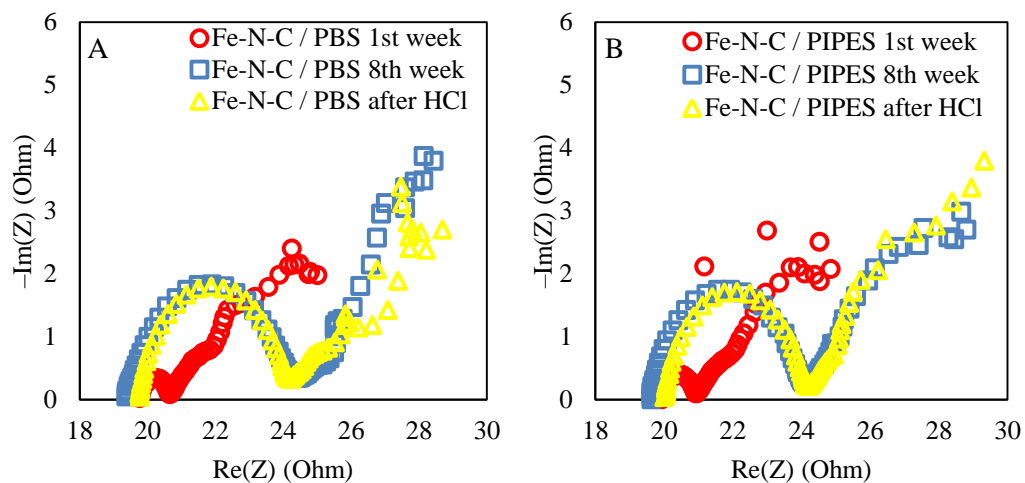 A
Fe-N-C / PBS 1st week
Fe-N-C / PBS 8th week
Fe-N-C / PBS after HCl
6
5
4
3
2
1
0
18 20 22 24 26 28 30
–Im(Z) (Ohm)
Re(Z) (Ohm)
B
Fe-N-C / PIPES 1st week
Fe-N-C / PIPES 8th week
Fe-N-C / PIPES after HCl
6
5
4
3
2
1
0
18 20 22 24 26 28 30
–Im(Z) (Ohm)
Re(Z) (Ohm)